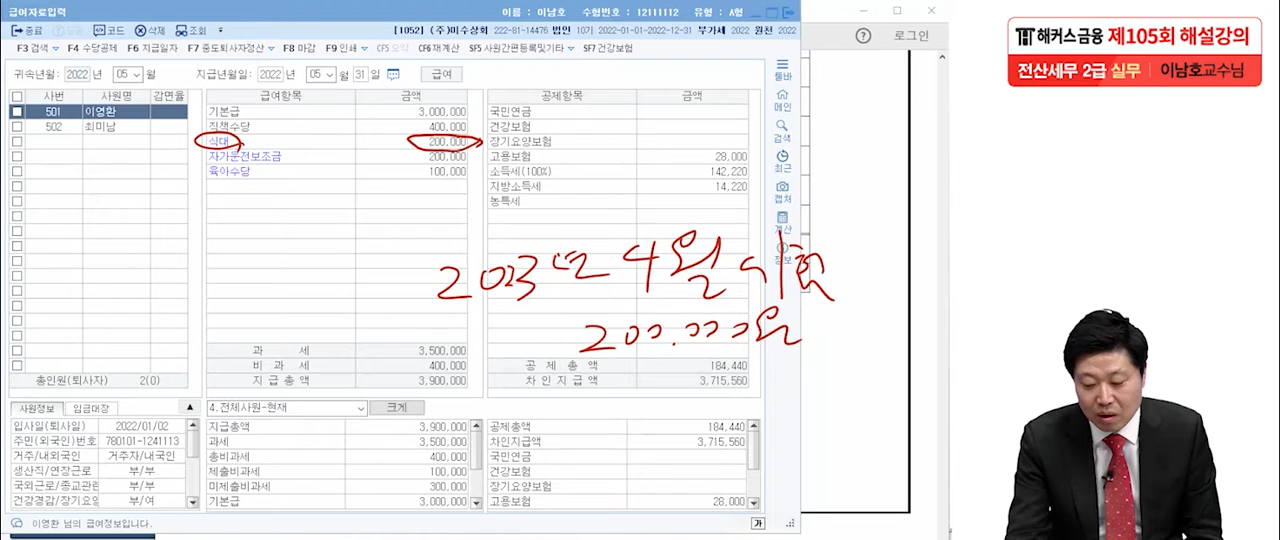 급여자료입력 이름 : 이남호 수험번호 : 12111112 유형 : A형
종료 코드 삭제 조회 [1052] (주)미수상회 222-81-14476 법인 10기 2022-01-01~2022-12-31 부가세 2022 원천 2022
F3 검색 F4 수당공제 F6 지급일자 F7 중도퇴사자정산 F8 마감 F9 인쇄 CF5 요약 CF6 재계산 SF5 사원간편등록및기타 SF7 건강보험
로그인
귀속년월: 2022 년 05 월 지급년월일: 2022 년 05 월 31 일 급여
사번 사원명 감면율 급여항목 금액 공제항목 금액
501 이영환 기본급 3,000,000 국민연금
502 최미남 직책수당 400,000 건강보험
식대 200,000 장기요양보험
자가운전보조금 200,000 고용보험 28,000
육아수당 100,000 소득세(100%) 142,220
지방소득세 14,220
농특세
2023년 4월 시험
200,000원
과 세 3,500,000
비 과 세 400,000 공 제 총 액 184,440
총인원(퇴사자) 2(0) 지 급 총 액 3,900,000 차 인 지 급 액 3,715,560
사원정보 임금대장 4.전체사원-현재 크게
입사일(퇴사일) 2022/01/02 지급총액 3,900,000 공제총액 184,440
주민(외국인)번호 780101-1241113 과세 3,500,000 차인지급액 3,715,560
거주/내외국인 거주자/내국인 총비과세 400,000 국민연금
생산직/연장근로 부/부 제출비과세 100,000 건강보험
국외근로/종교관련 부/부 미제출비과세 300,000 장기요양보험
건강경감/장기요양 부/여 기본급 3,000,000 고용보험 28,000
이영환 님의 급여정보입니다. 가
툴바
메인
검색
최근
캡처
계산
정보
해커스금융 제105회 해설강의
전산세무 2급 실무 이남호교수님